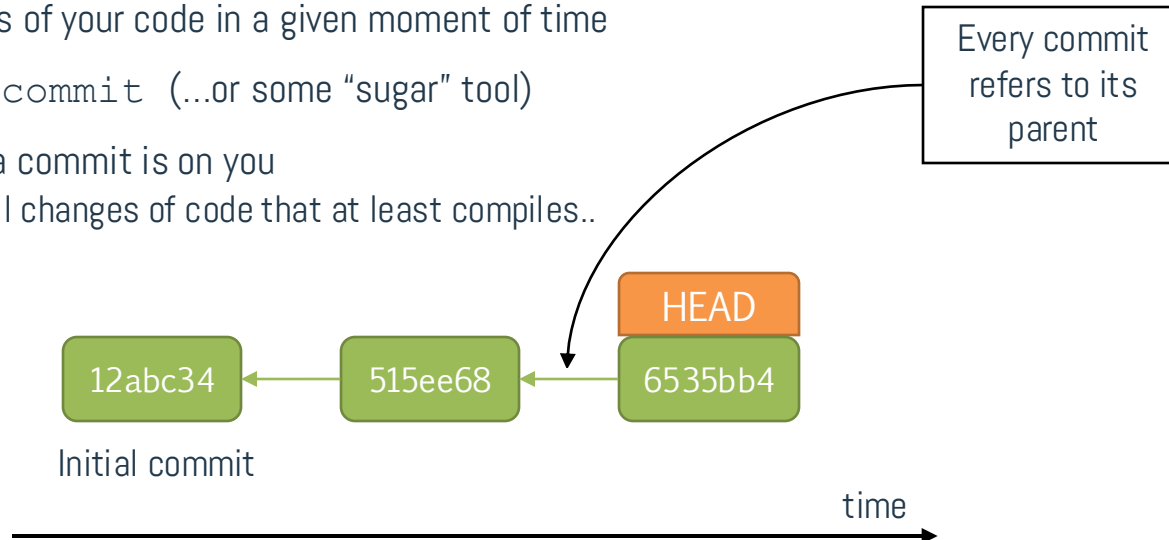 s of your code in a given moment of time
commit (...or some “sugar” tool)
a commit is on you
l changes of code that at least compiles..
Every commit
refers to its
parent
HEAD
12abc34
515ee68
6535bb4
Initial commit
time